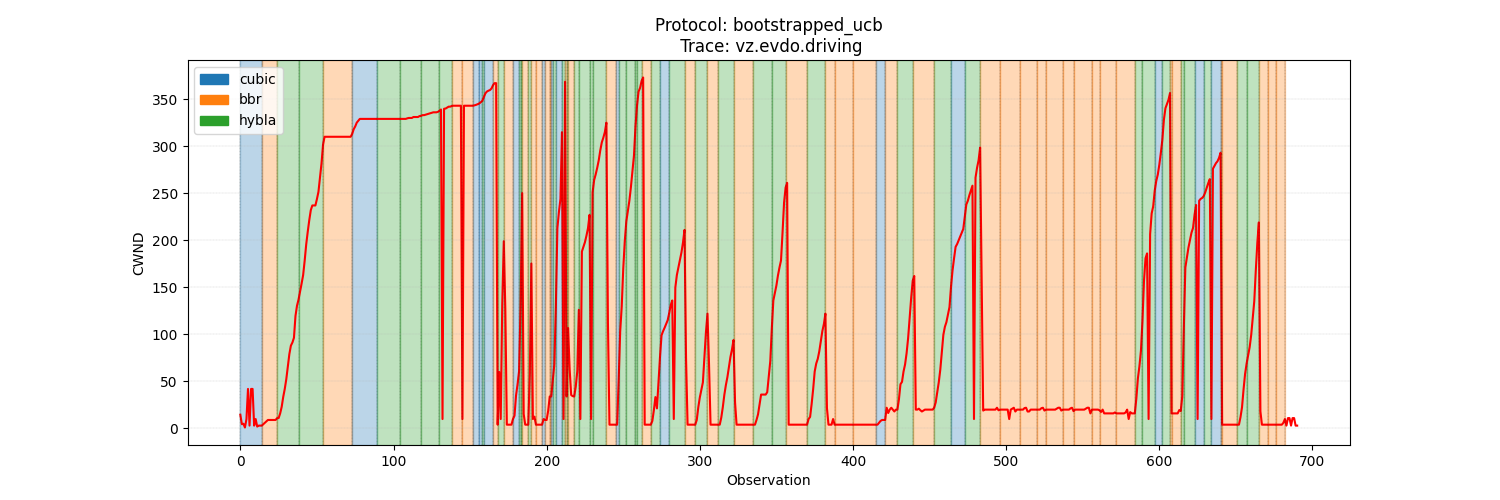 Protocol: bootstrapped_ucb
Trace: vz.evdo.driving
cubic
bbr
hybla
CWND
350
300
250
200
150
100
50
0
0 100 200 300 400 500 600 700
Observation